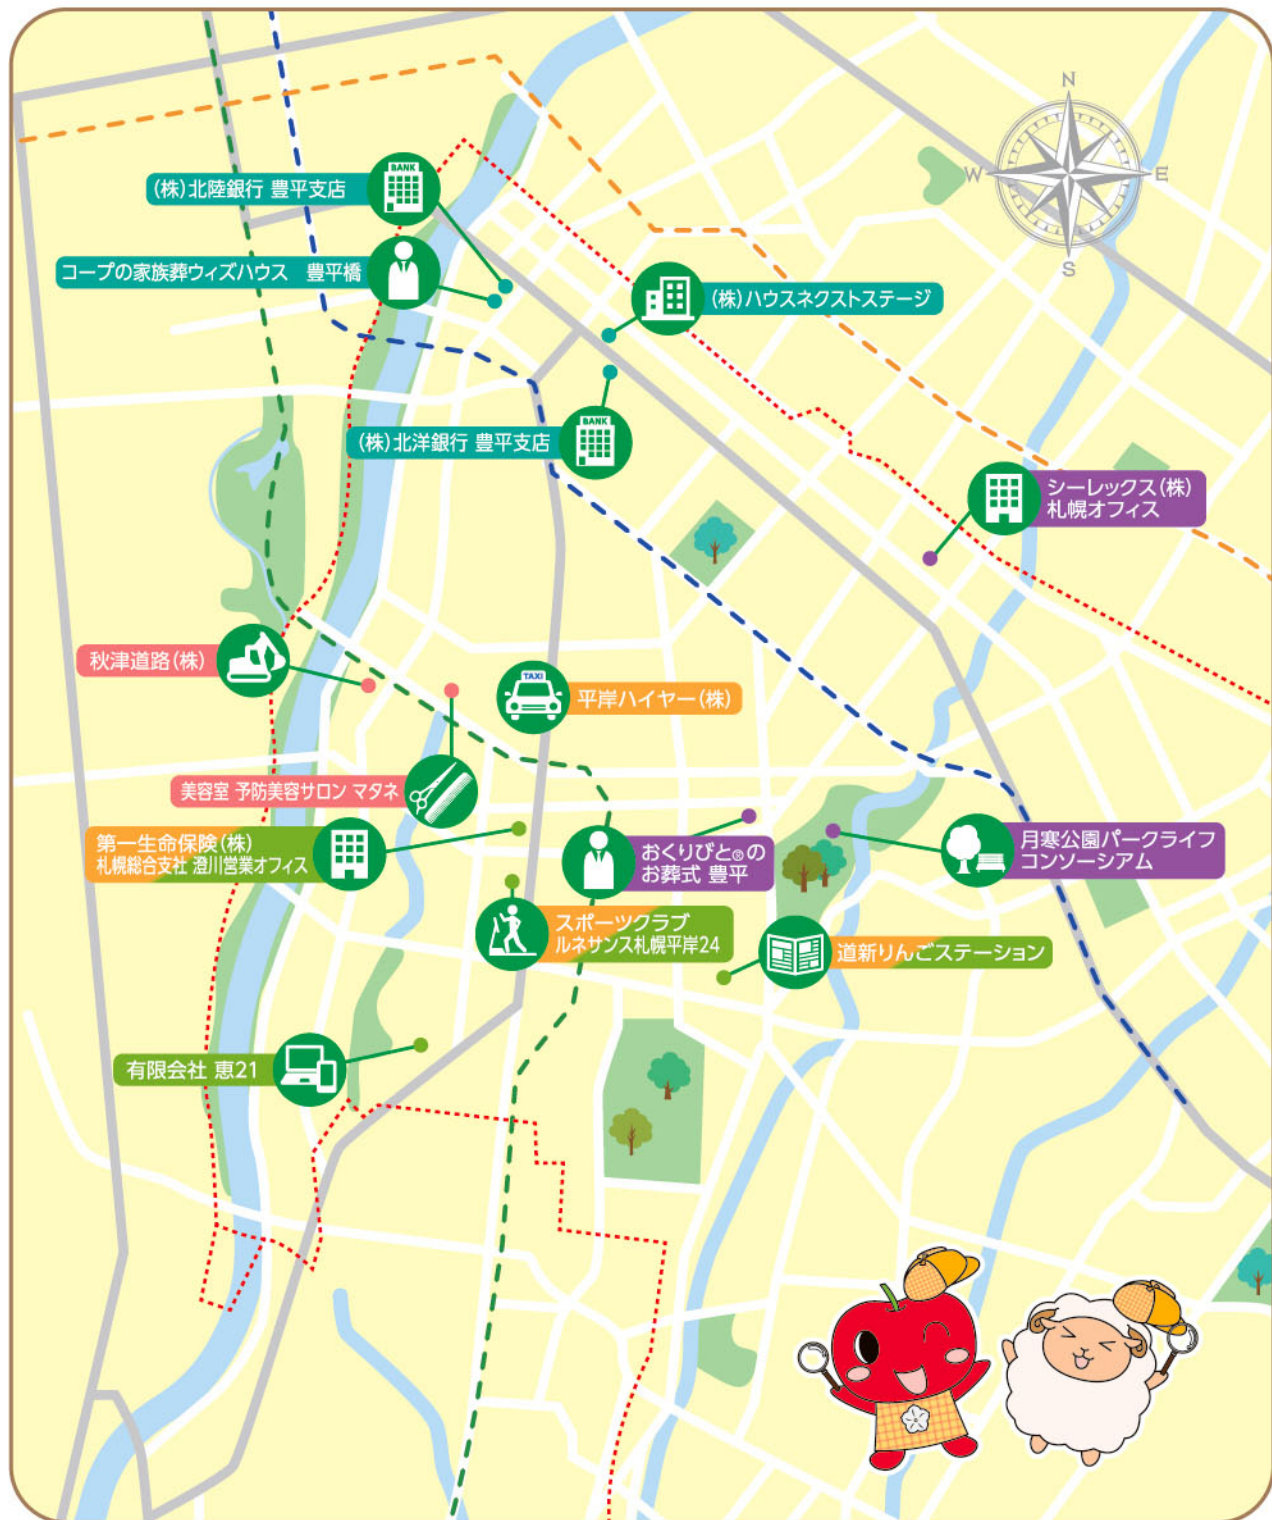 N
W
E
S
BANK
(株)北陸銀行 豊平支店
コープの家族葬ウィズハウス 豊平橋
(株)ハウスネクストステージ
BANK
(株)北洋銀行 豊平支店
シーレックス(株)
札幌オフィス
秋津道路(株)
TAXI
平岸ハイヤー(株)
美容室 予防美容サロン マタネ
第一生命保険(株)
札幌総合支社 澄川営業オフィス
おくりびと®の
お葬式 豊平
月寒公園パークライフ
コンソーシアム
スポーツクラブ
ルネサンス札幌平岸24
道新りんごステーション
有限会社 恵21